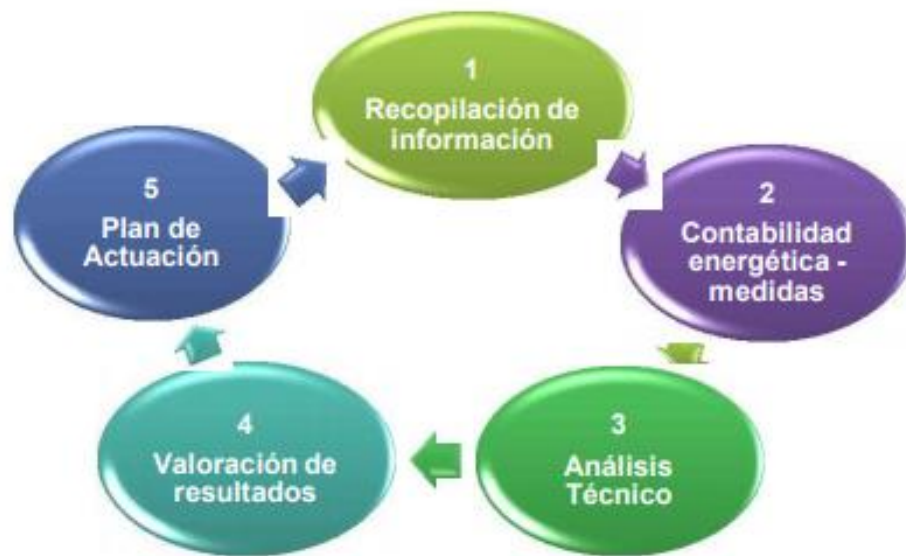 1
Recopilación de
información
2
Contabilidad
energética -
medidas
3
Análisis
Técnico
4
Valoración de
resultados
5
Plan de
Actuación